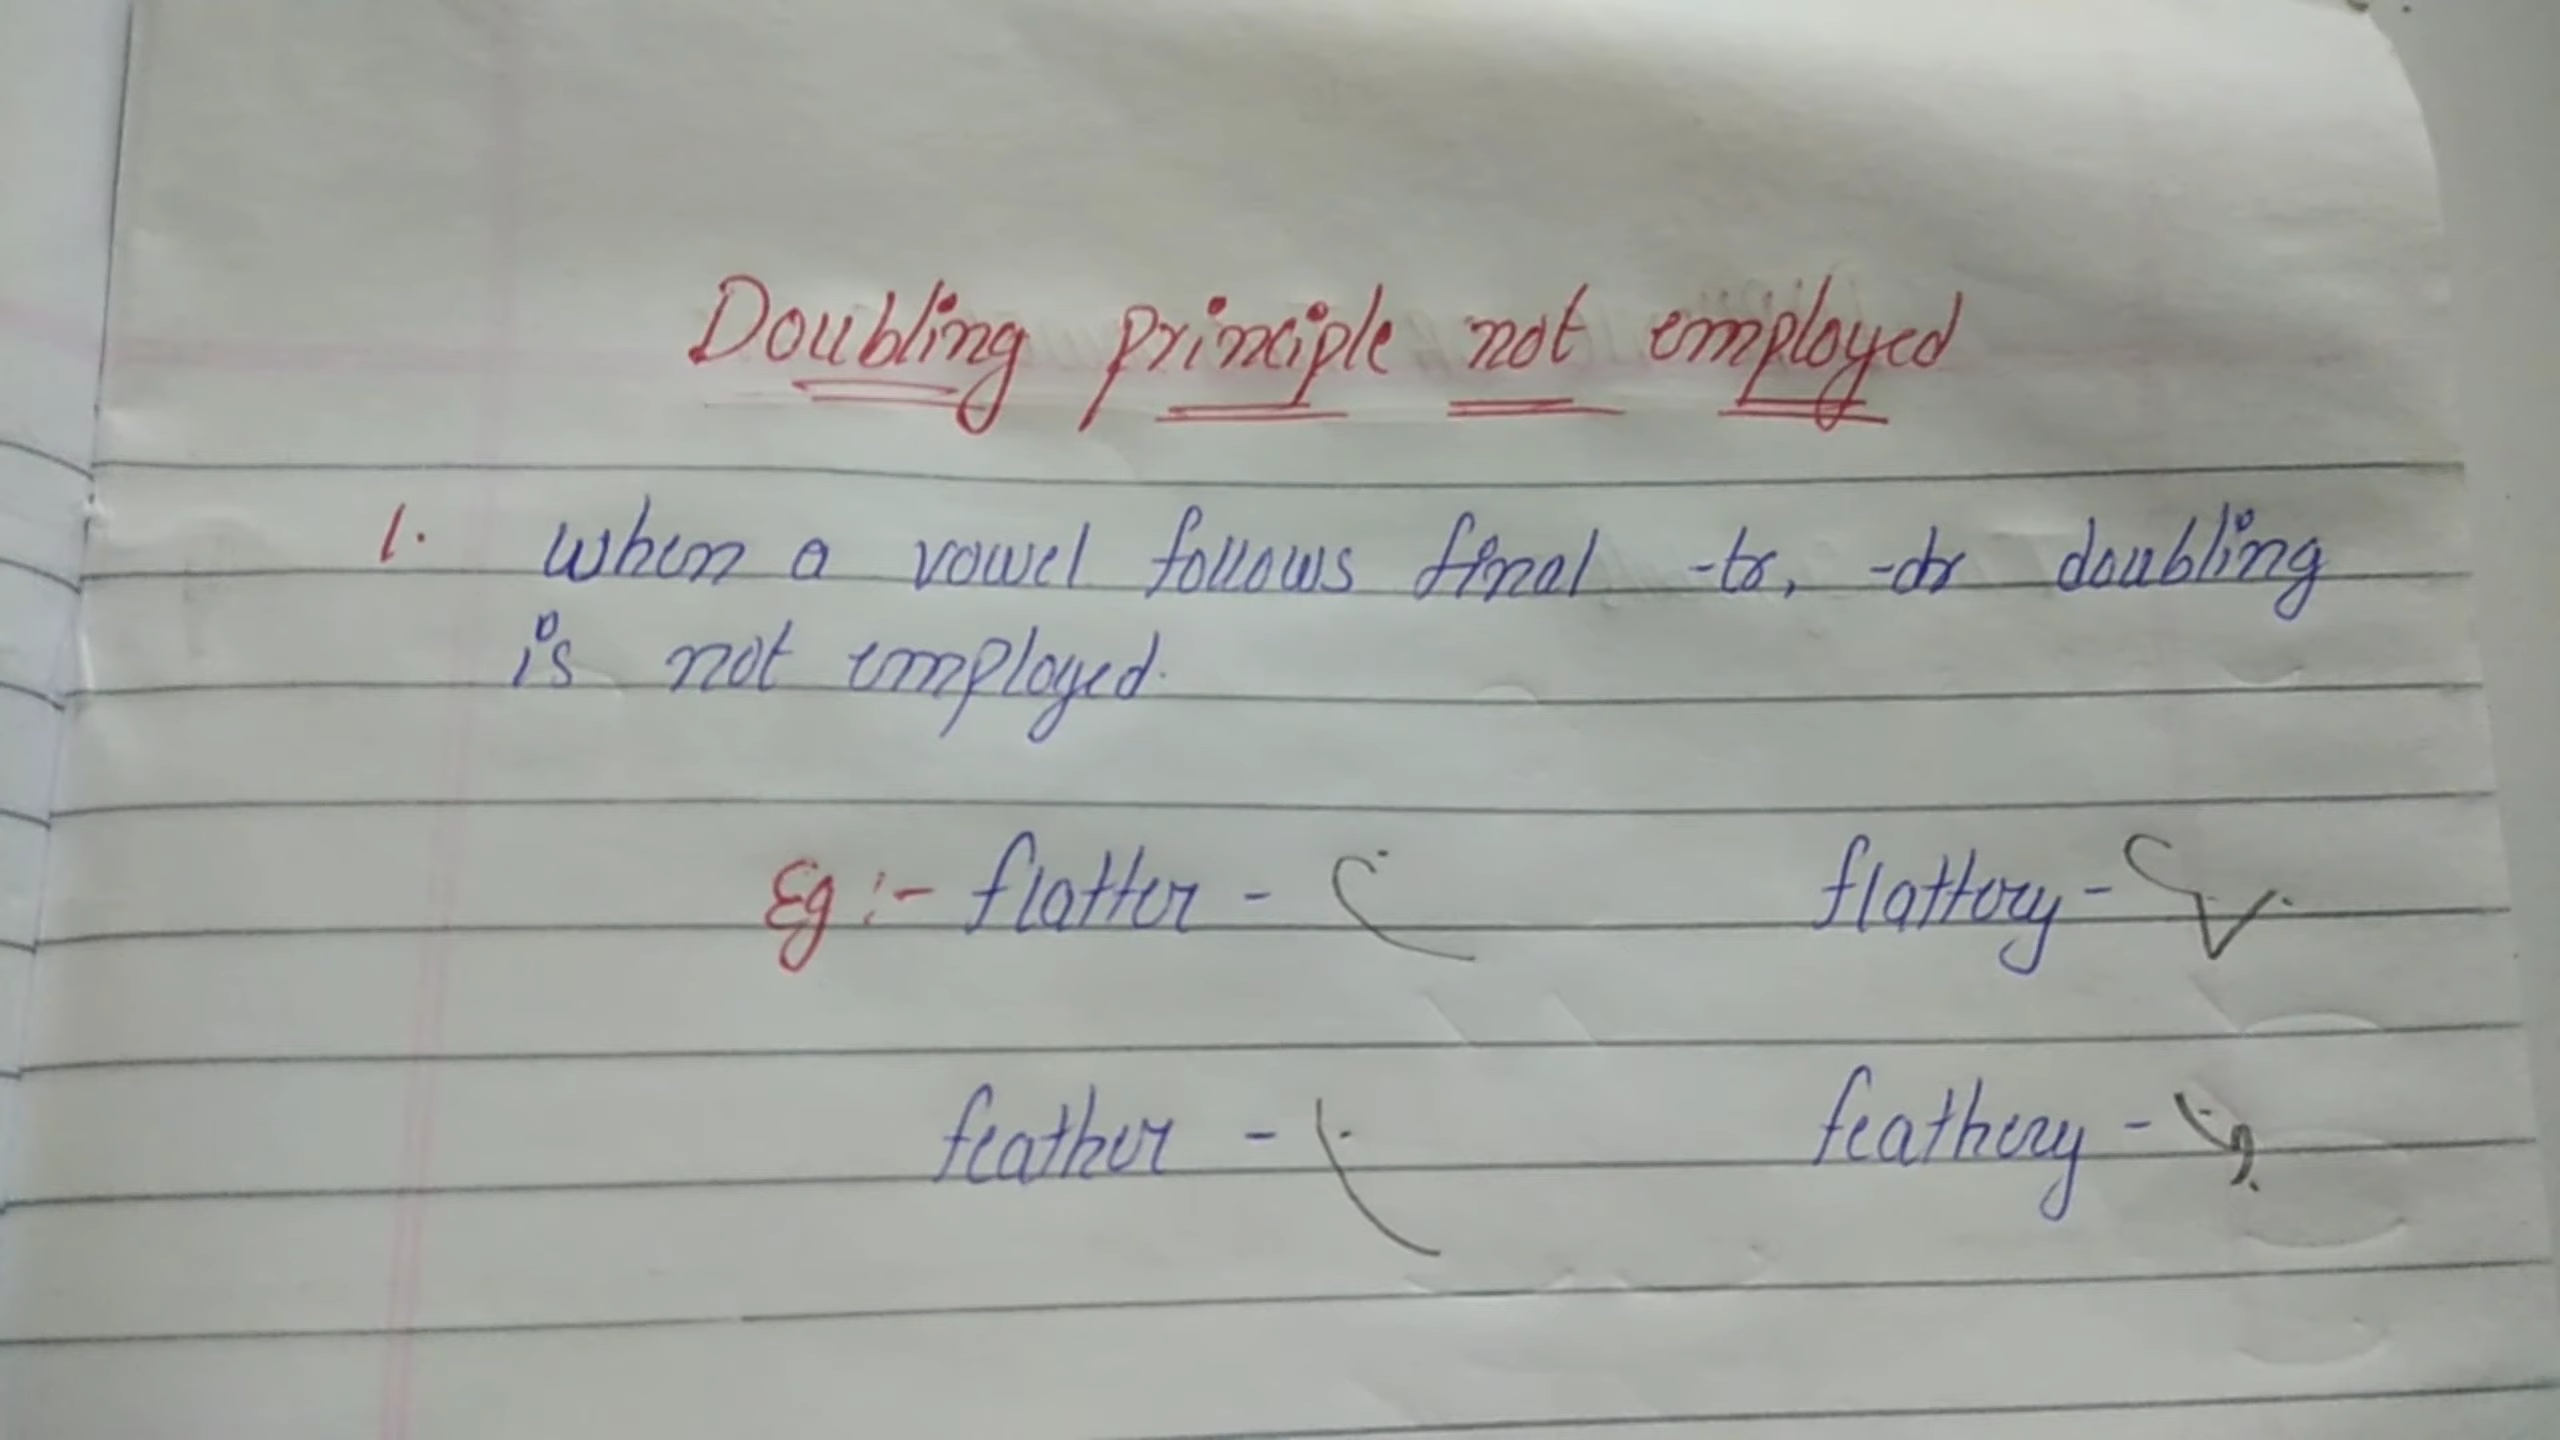 Doubling principle not employed
1. When a vowel follows final -tr, -dr doubling
is not employed.
Eg :- flatter - flattery -
feather - feathery -